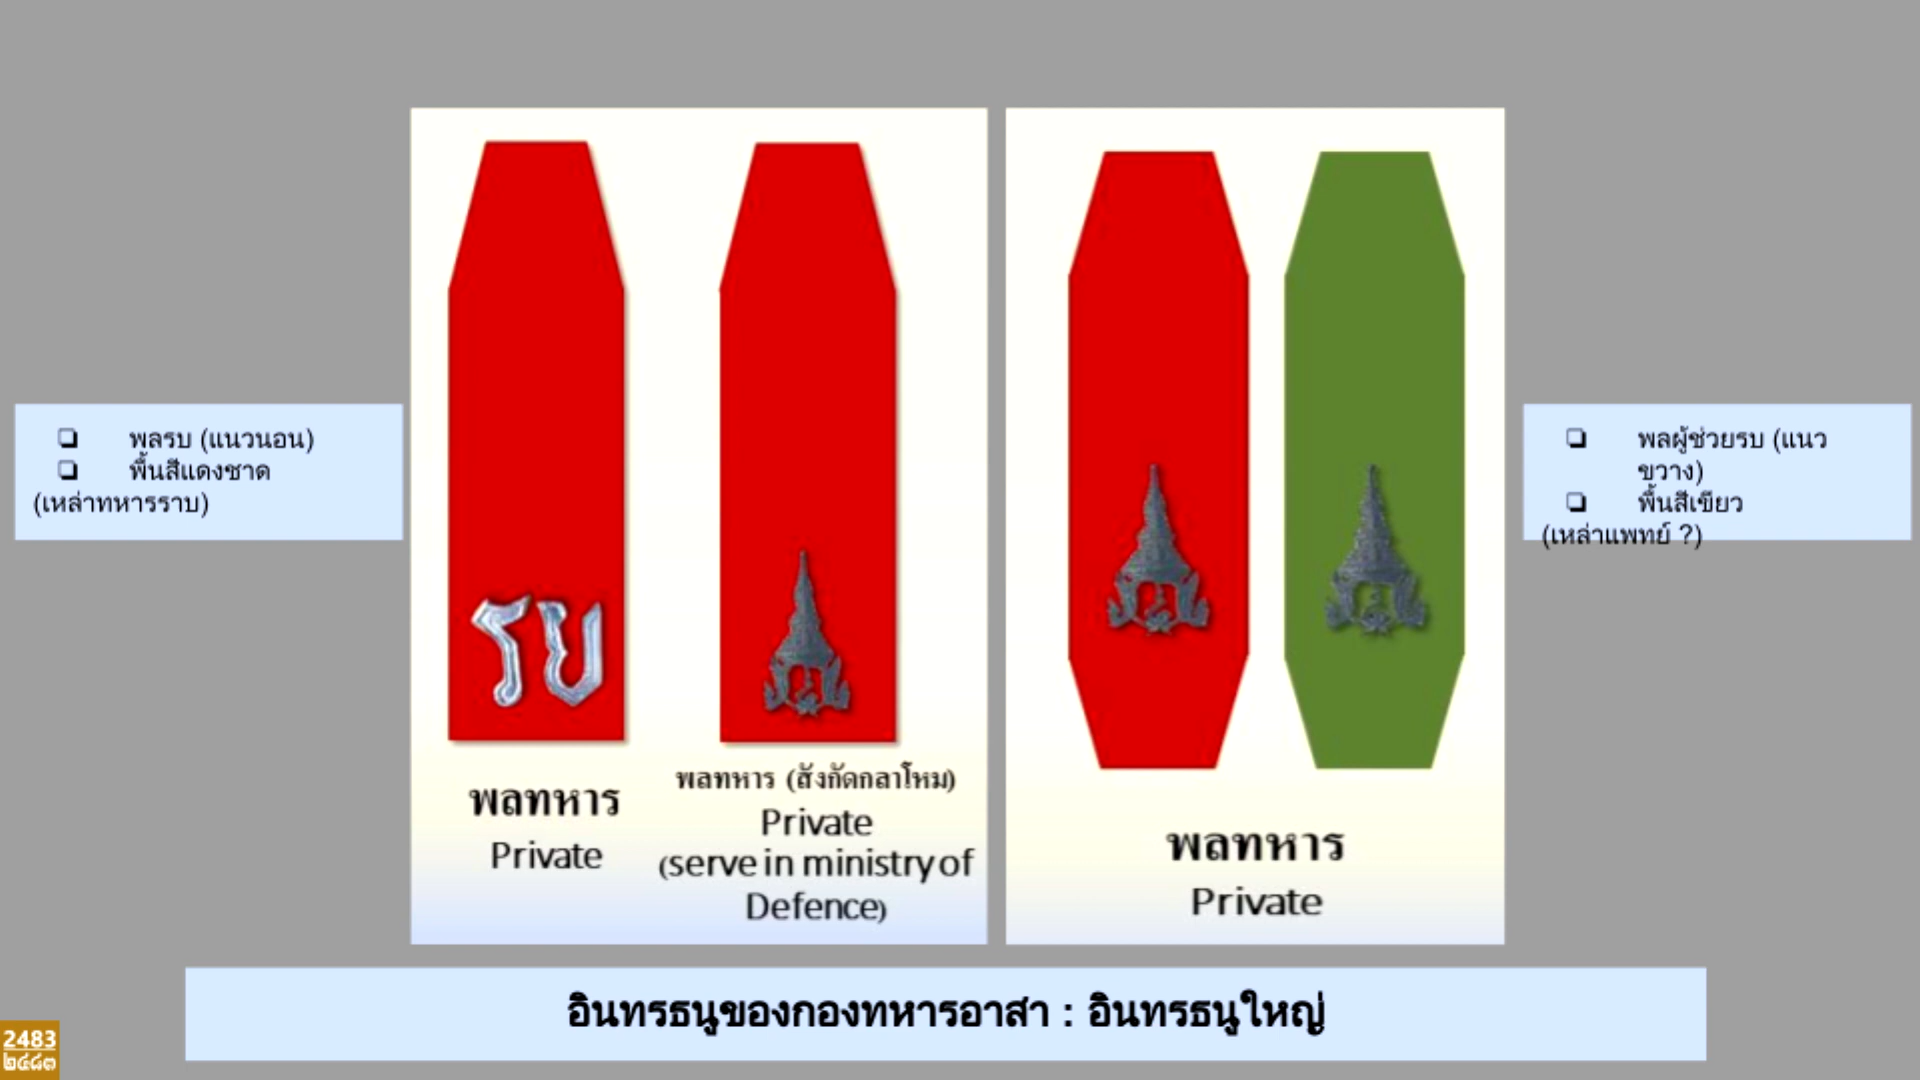 ❏ พลรบ (แนวนอน)
❏ พื้นสีแดงชาด
(เหล่าทหารราบ)
รบ
พลทหาร
Private
พลทหาร (สังกัดกลาโหม)
Private
(serve in ministry of
Defence)
พลทหาร
Private
❏ พลผู้ช่วยรบ (แนว
ขวาง)
❏ พื้นสีเขียว
(เหล่าแพทย์ ?)
อินทรธนูของกองทหารอาสา : อินทรธนูใหญ่
2483
๒๔๘๓